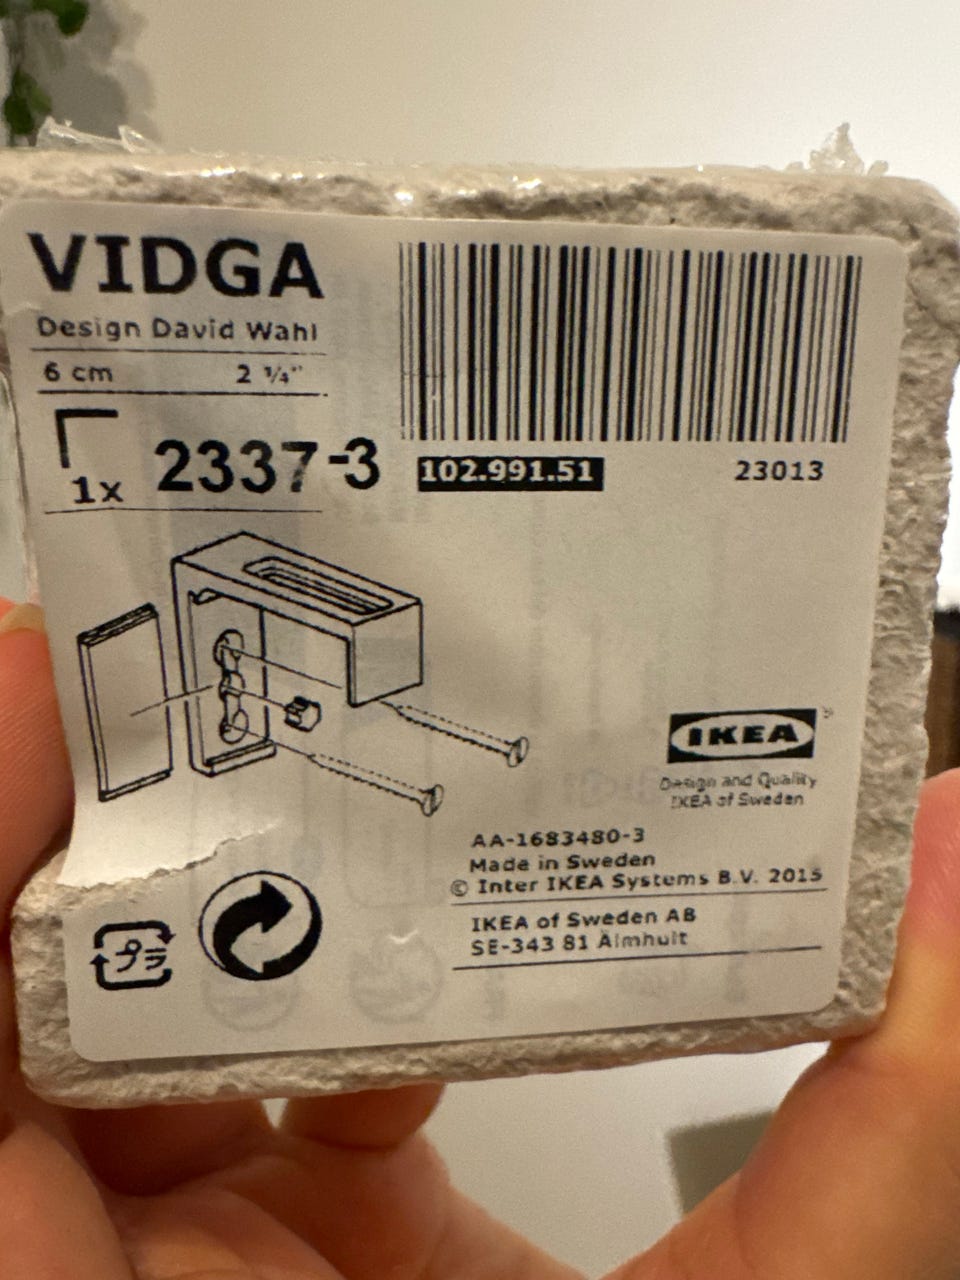 VIDGA
Design David Wahl
6 cm 2 ¼"
1x 2337-3
102.991.51 23013
IKEA
Design and Quality
IKEA of Sweden
AA-1683480-3
Made in Sweden
© Inter IKEA Systems B.V. 2015
IKEA of Sweden AB
SE-343 81 Älmhult